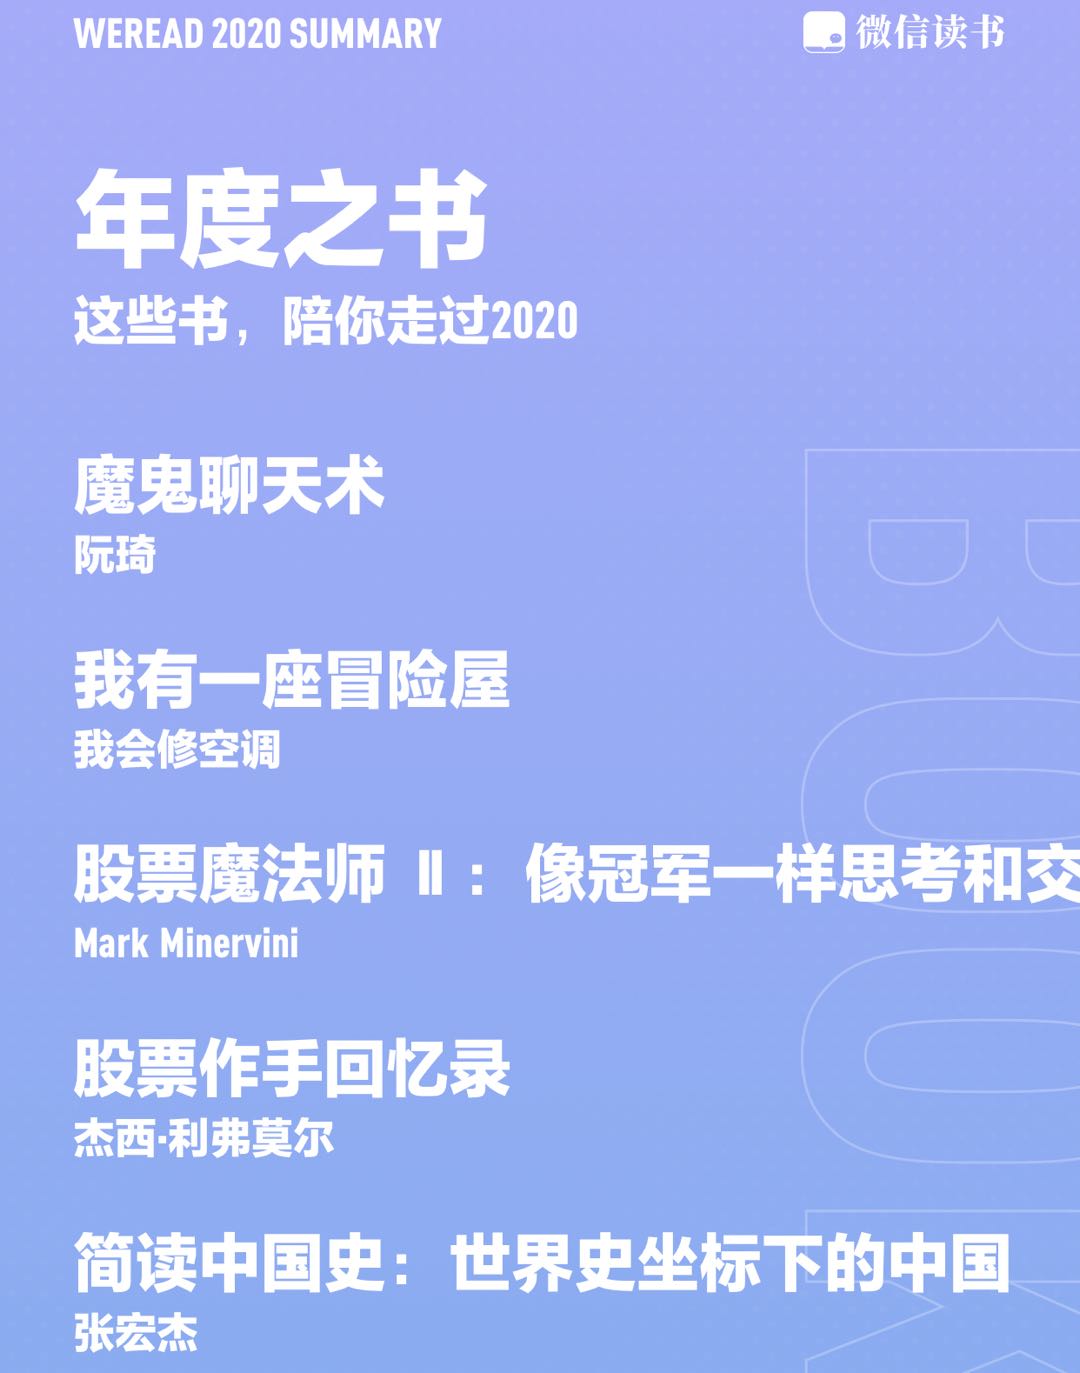 WEREAD 2020 SUMMARY
微信读书
年度之书
这些书，陪你走过2020
魔鬼聊天术
阮琦
我有一座冒险屋
我会修空调
股票魔法师 Ⅱ：像冠军一样思考和交
Mark Minervini
股票作手回忆录
杰西·利弗莫尔
简读中国史：世界史坐标下的中国
张宏杰
BOOK